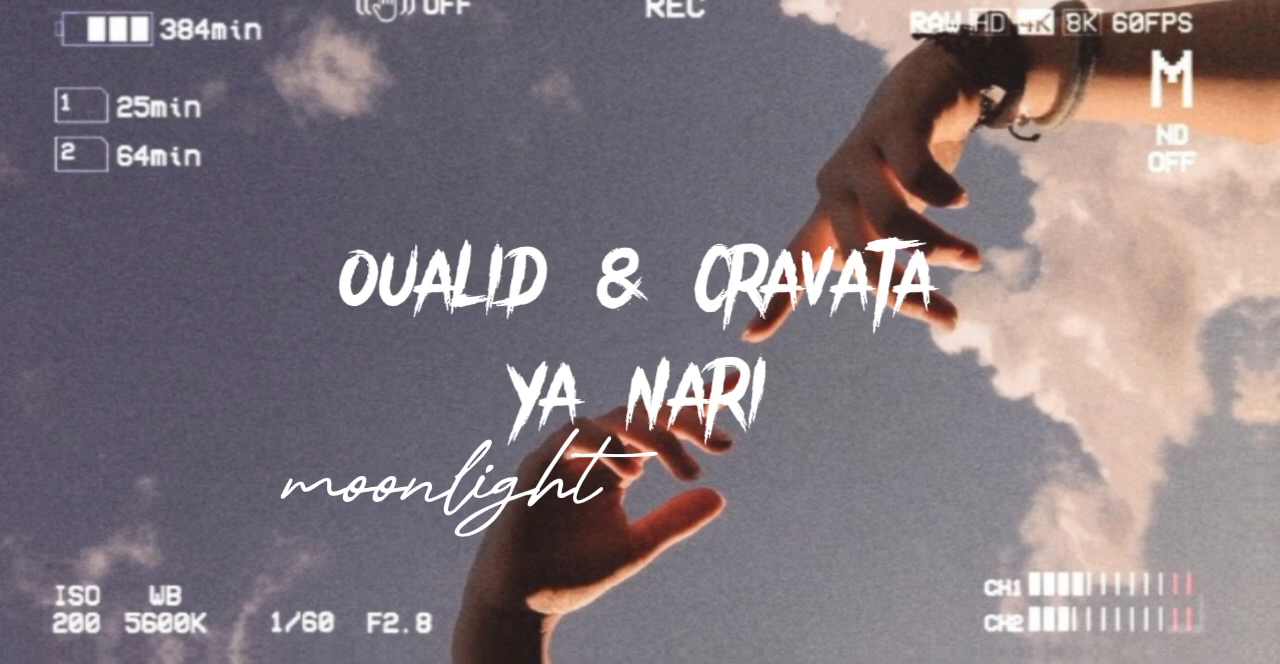 OFF
REC
384min
RAW HD 4K 8K 60FPS
M
1 25min
ND
OFF
2 64min
OUALID & CRAVATA
YA NARI
moonlight
ISO WB
200 5600K 1/60 F2.8
CH1
CH2